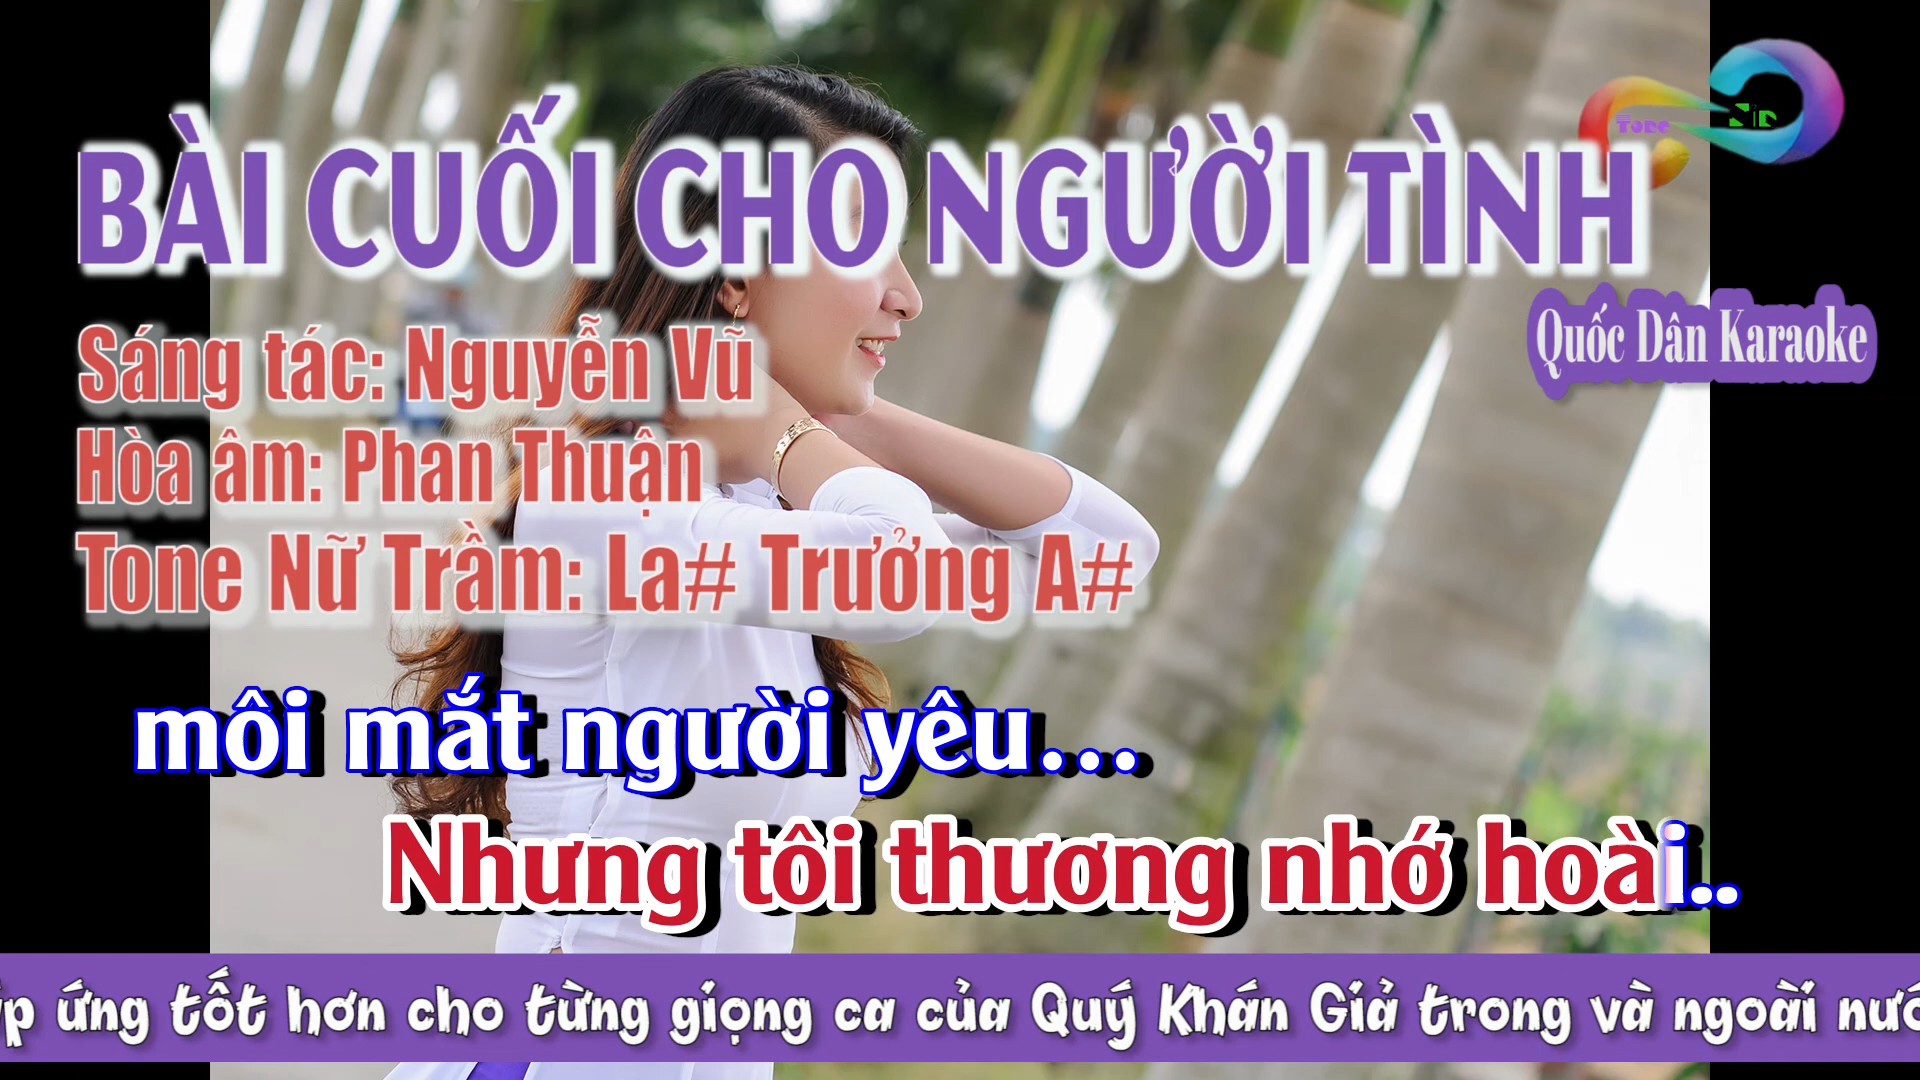 BÀI CUỐI CHO NGƯỜI TÌNH
Tone
Quốc Dân Karaoke
Sáng tác: Nguyễn Vũ
Hòa âm: Phan Thuận
Tone Nữ Trầm: La# Trưởng A#
môi mắt người yêu...
Nhưng tôi thương nhớ hoài..
ứng tốt hơn cho từng giọng ca của Quý Khán Giả trong và ngoài